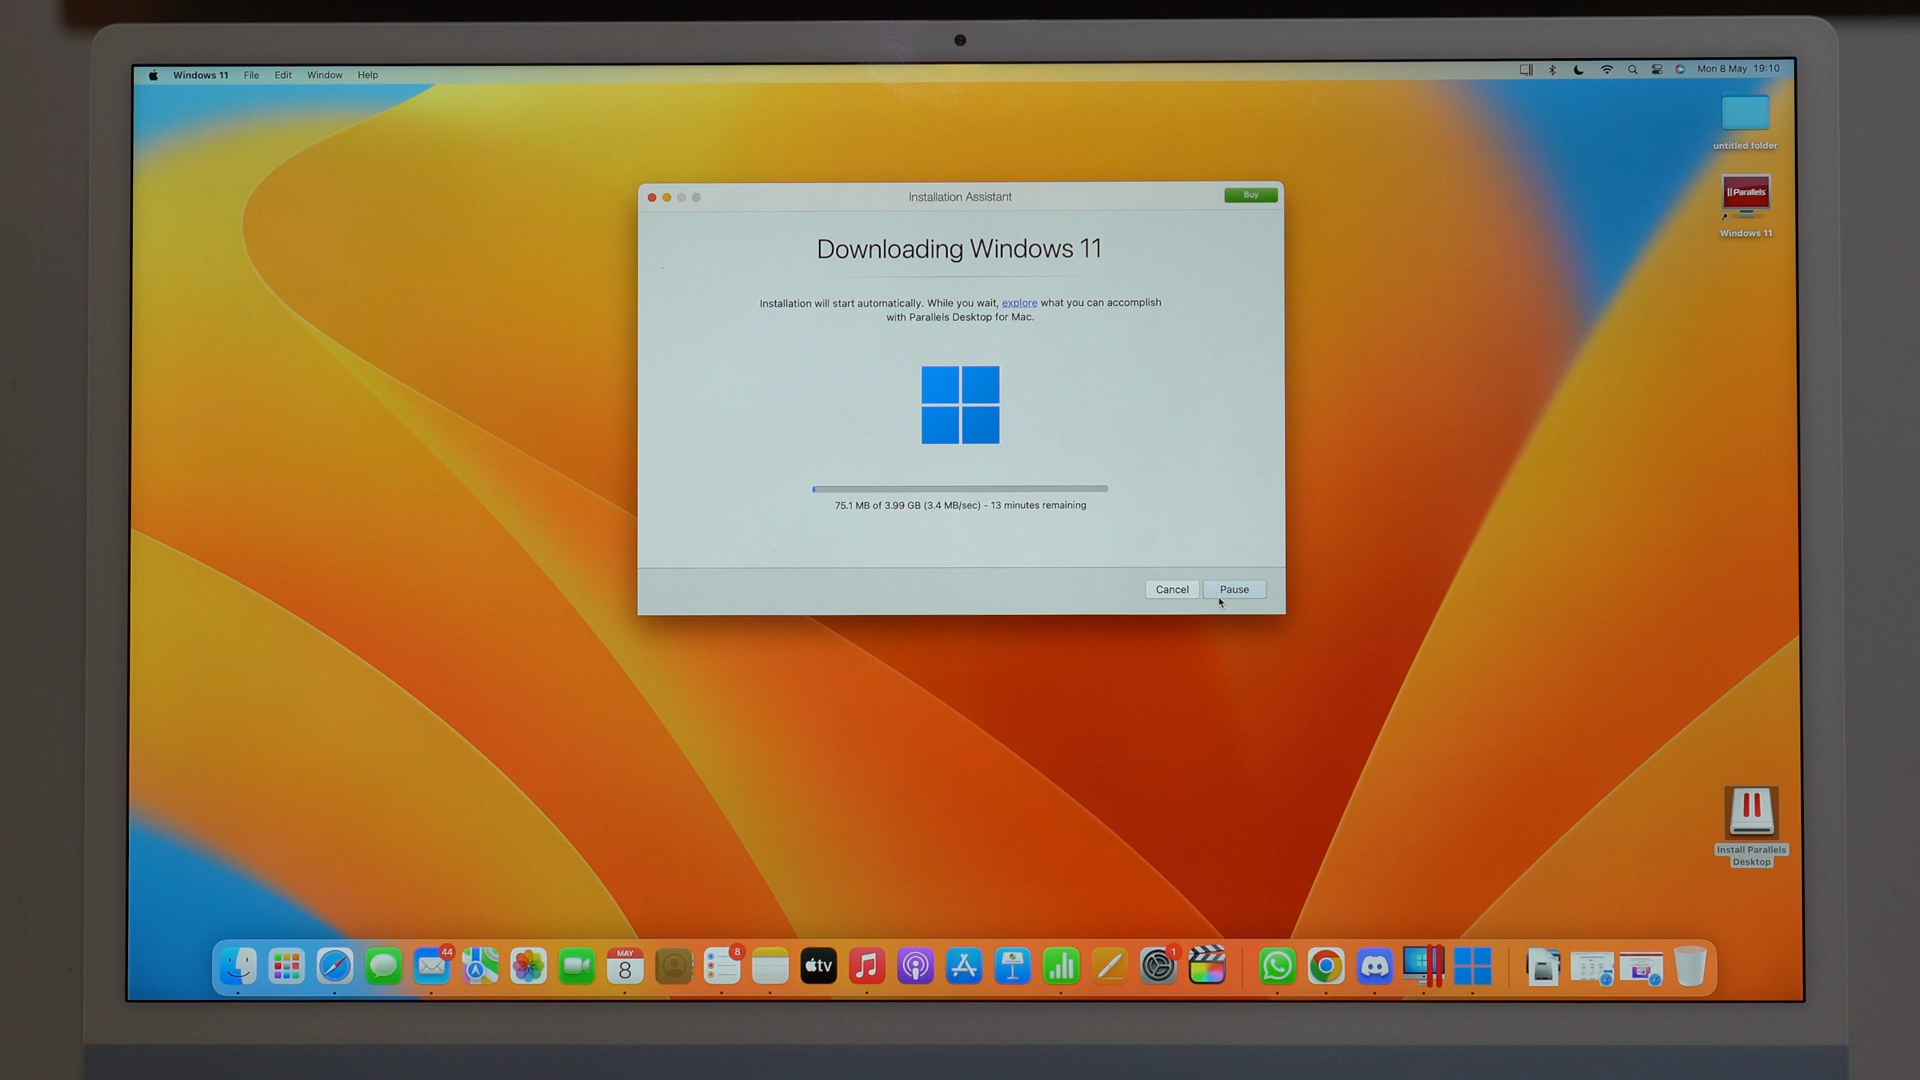 Windows 11 File Edit Window Help
Mon 8 May 19:10
untitled folder
Parallels
Windows 11
Installation Assistant
Buy
Downloading Windows 11
Installation will start automatically. While you wait, explore what you can accomplish
with Parallels Desktop for Mac.
75.1 MB of 3.99 GB (3.4 MB/sec) - 13 minutes remaining
Cancel
Pause
Install Parallels
Desktop
44
MAY
8
8
tv
1